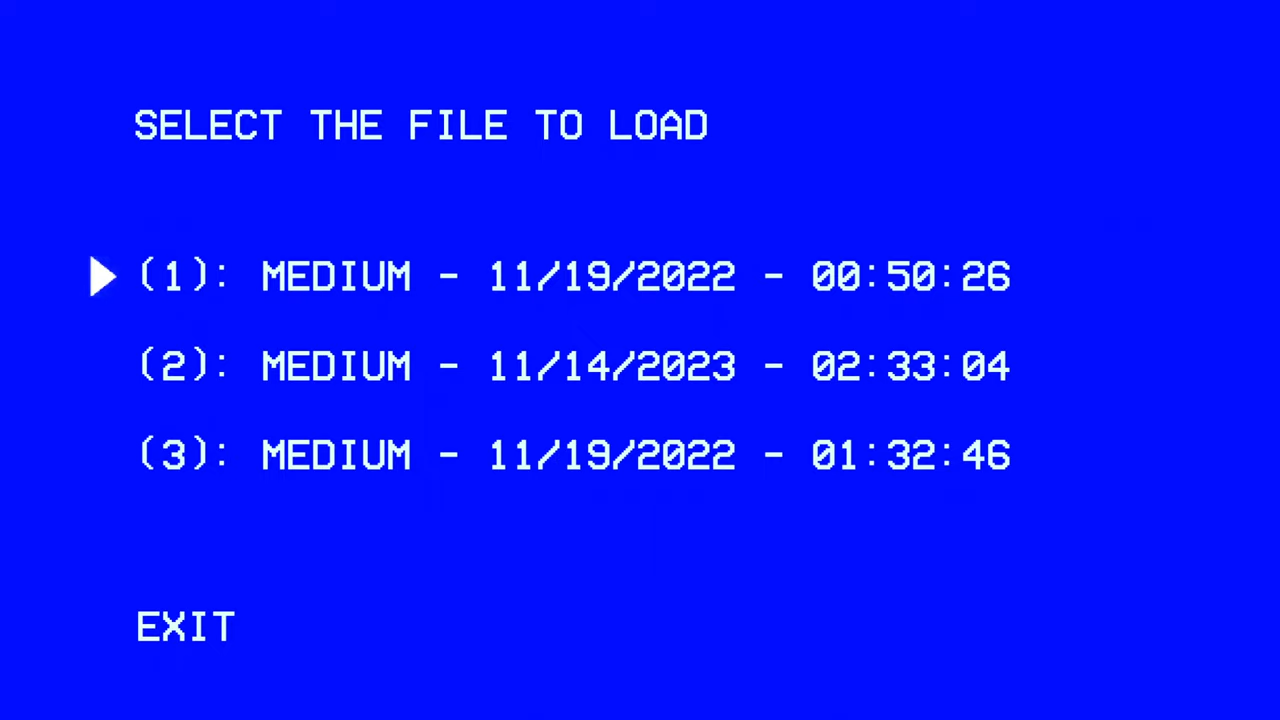 SELECT THE FILE TO LOAD
(1): MEDIUM - 11/19/2022 - 00:50:26
(2): MEDIUM - 11/14/2023 - 02:33:04
(3): MEDIUM - 11/19/2022 - 01:32:46
EXIT